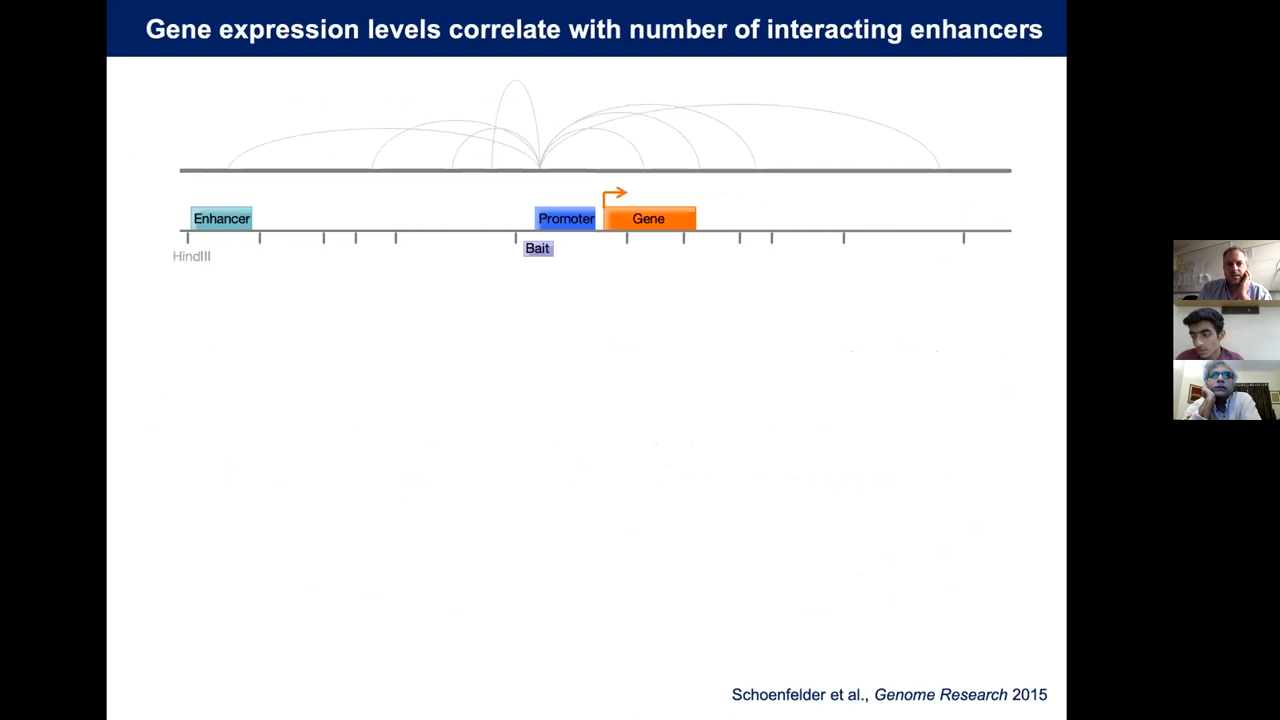 Gene expression levels correlate with number of interacting enhancers
Enhancer Promoter Gene
Bait
HindIII
Schoenfelder et al., Genome Research 2015